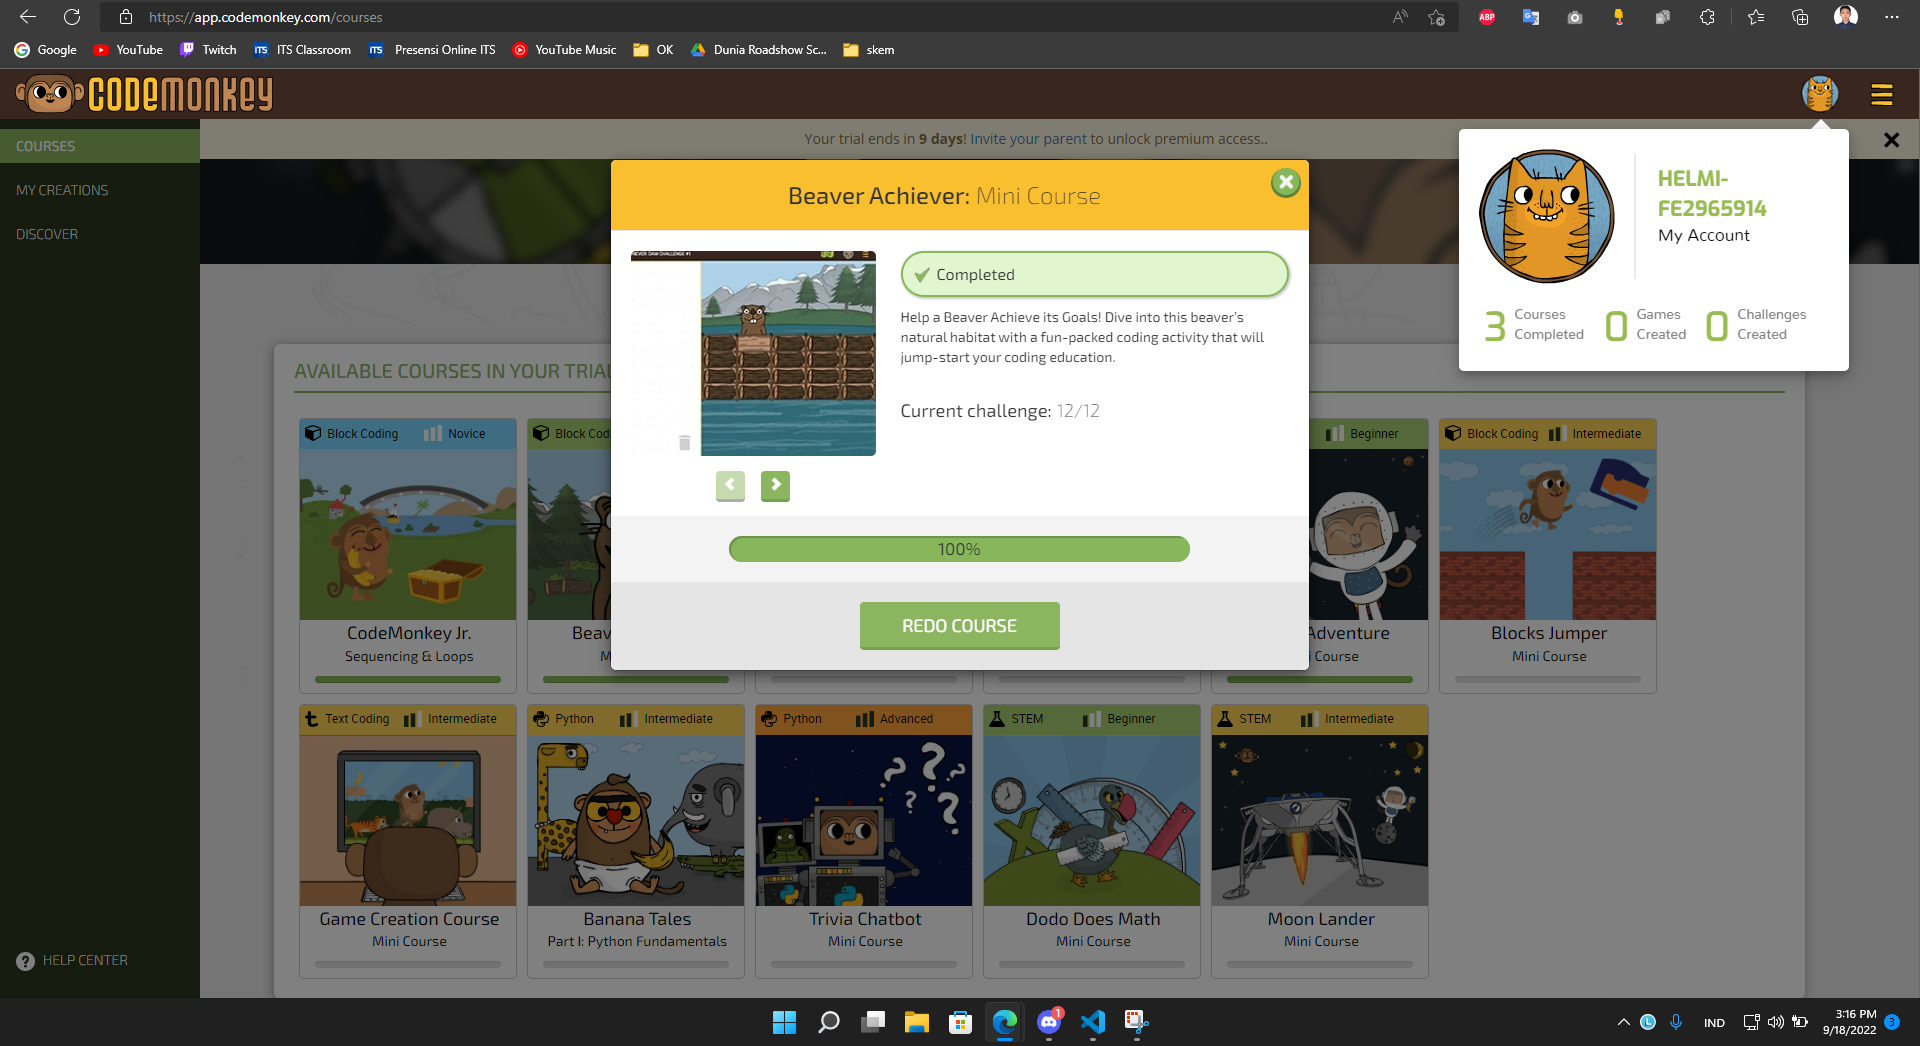 https://app.codemonkey.com/courses
ABP
Google
YouTube
Twitch
ITS
ITS Classroom
ITS
Presensi Online ITS
YouTube Music
OK
Dunia Roadshow Sc...
skem
CODEMONKEY
COURSES
MY CREATIONS
DISCOVER
HELP CENTER
Your trial ends in 9 days! Invite your parent to unlock premium access..
HELMI-
FE2965914
My Account
3 Courses Completed
0 Games Created
0 Challenges Created
Beaver Achiever: Mini Course
Completed
Help a Beaver Achieve its Goals! Dive into this beaver's
natural habitat with a fun-packed coding activity that will
jump-start your coding education.
Current challenge: 12/12
100%
REDO COURSE
AVAILABLE COURSES IN YOUR TRIAL
Block Coding
Novice
CodeMonkey Jr.
Sequencing & Loops
Block Cod
Beav
M
Beginner
Adventure
i Course
Block Coding
Intermediate
Blocks Jumper
Mini Course
Text Coding
Intermediate
Game Creation Course
Mini Course
Python
Intermediate
Banana Tales
Part I: Python Fundamentals
Python
Advanced
Trivia Chatbot
Mini Course
STEM
Beginner
Dodo Does Math
Mini Course
STEM
Intermediate
Moon Lander
Mini Course
1
IND
3:16 PM
9/18/2022
3